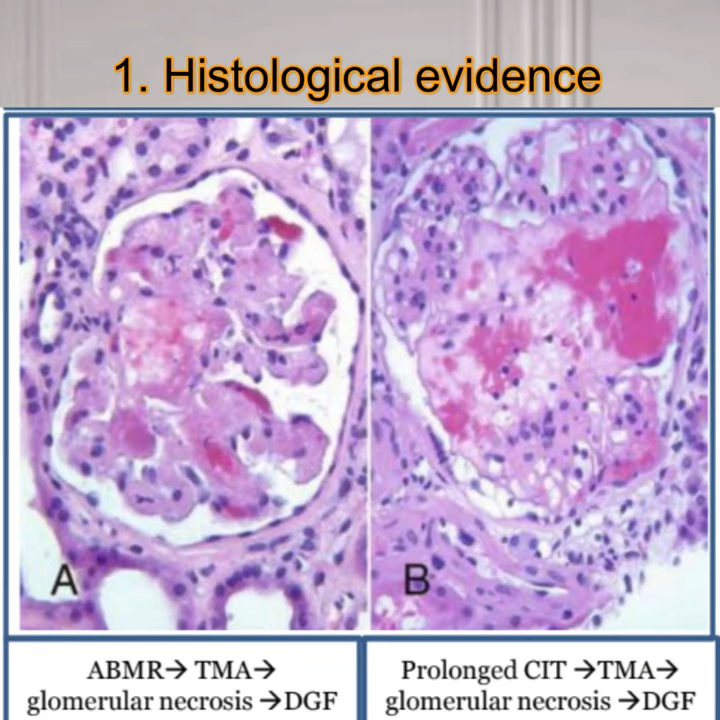 1. Histological evidence
A
B
ABMR→ TMA→
glomerular necrosis →DGF
Prolonged CIT →TMA→
glomerular necrosis →DGF